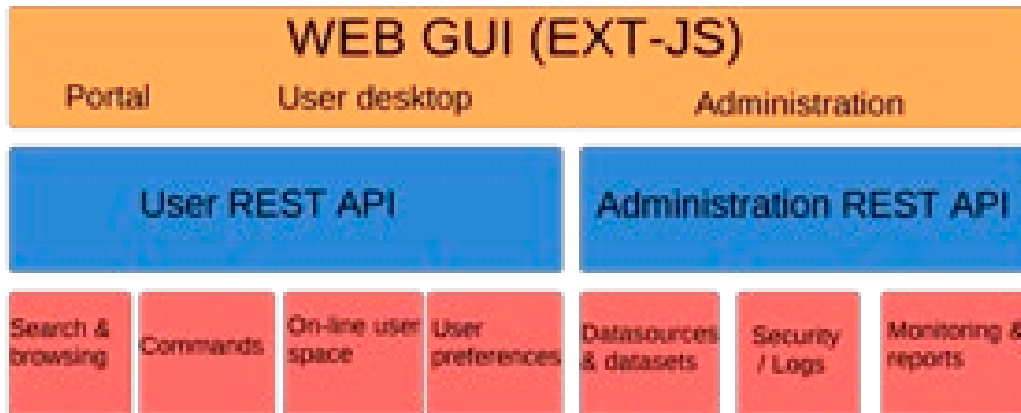 WEB GUI (EXT-JS)
Portal
User desktop
Administration
User REST API
Administration REST API
Search &
browsing
Commands
On-line user
space
User
preferences
Datasources
& datasets
Security
/ Logs
Monitoring &
reports